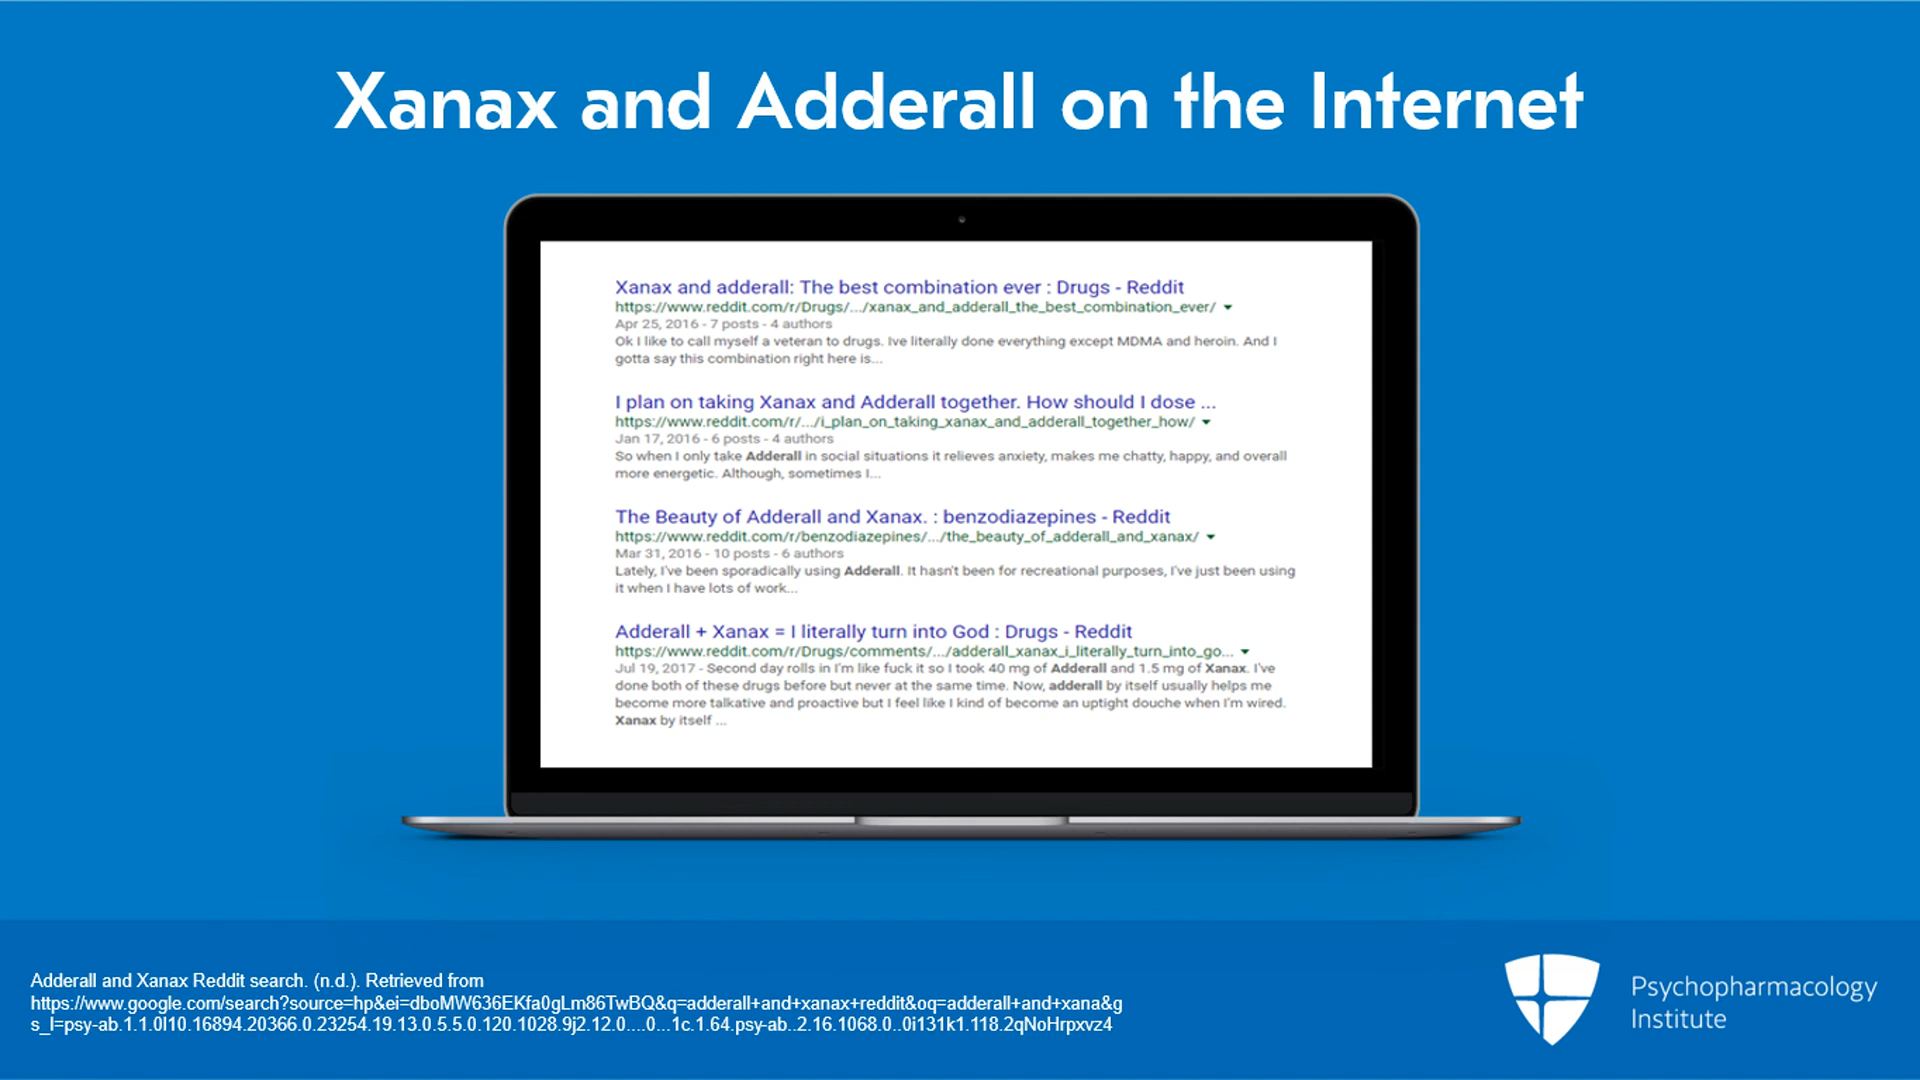 Xanax and Adderall on the Internet
Xanax and adderall: The best combination ever : Drugs - Reddit
https://www.reddit.com/r/Drugs/.../xanax_and_adderall_the_best_combination_ever/
Apr 25, 2016 - 7 posts - 4 authors
Ok I like to call myself a veteran to drugs. Ive literally done everything except MDMA and heroin. And I
gotta say this combination right here is...
I plan on taking Xanax and Adderall together. How should I dose ...
https://www.reddit.com/r/.../i_plan_on_taking_xanax_and_adderall_together_how/
Jan 17, 2016 - 6 posts - 4 authors
So when I only take Adderall in social situations it relieves anxiety, makes me chatty, happy, and overall
more energetic. Although, sometimes I...
The Beauty of Adderall and Xanax. : benzodiazepines - Reddit
https://www.reddit.com/r/benzodiazepines/.../the_beauty_of_adderall_and_xanax/
Mar 31, 2016 - 10 posts - 6 authors
Lately, I've been sporadically using Adderall. It hasn't been for recreational purposes, I've just been using
it when I have lots of work...
Adderall + Xanax = I literally turn into God : Drugs - Reddit
https://www.reddit.com/r/Drugs/comments/.../adderall_xanax_i_literally_turn_into_go...
Jul 19, 2017 - Second day rolls in I'm like fuck it so I took 40 mg of Adderall and 1.5 mg of Xanax. I've
done both of these drugs before but never at the same time. Now, adderall by itself usually helps me
become more talkative and proactive but I feel like I kind of become an uptight douche when I'm wired.
Xanax by itself ...
Adderall and Xanax Reddit search. (n.d.). Retrieved from
https://www.google.com/search?source=hp&ei=dboMW636EKfa0gLm86TwBQ&q=adderall+and+xanax+reddit&oq=adderall+and+xana&g
s_l=psy-ab.1.1.0l10.16894.20366.0.23254.19.13.0.5.5.0.120.1028.9j2.12.0....0...1c.1.64.psy-ab..2.16.1068.0..0i131k1.118.2qNoHrpxvz4
Psychopharmacology
Institute